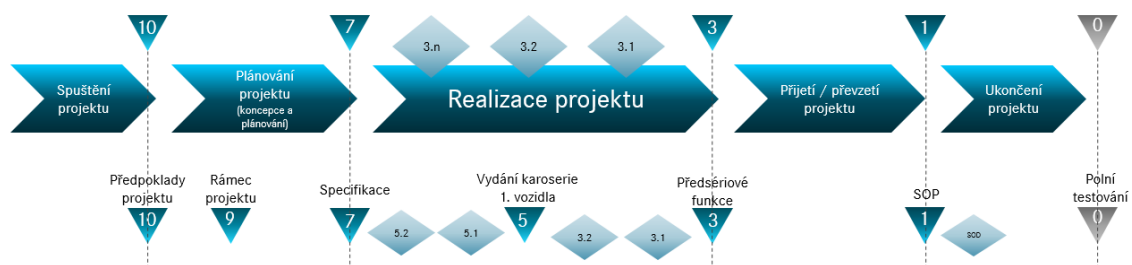 10
7
3
1
0
3.n
3.2
3.1
Spuštění
projektu
Plánování
projektu
(koncepce a
plánování)
Realizace projektu
Přijetí / převzetí
projektu
Ukončení
projektu
Předpoklady
projektu
Rámec
projektu
Specifikace
Vydání karoserie
1. vozidla
Předsériové
funkce
SOP
Polní
testování
10
9
7
5.2
5.1
5
3.2
3.1
3
1
SOD
0